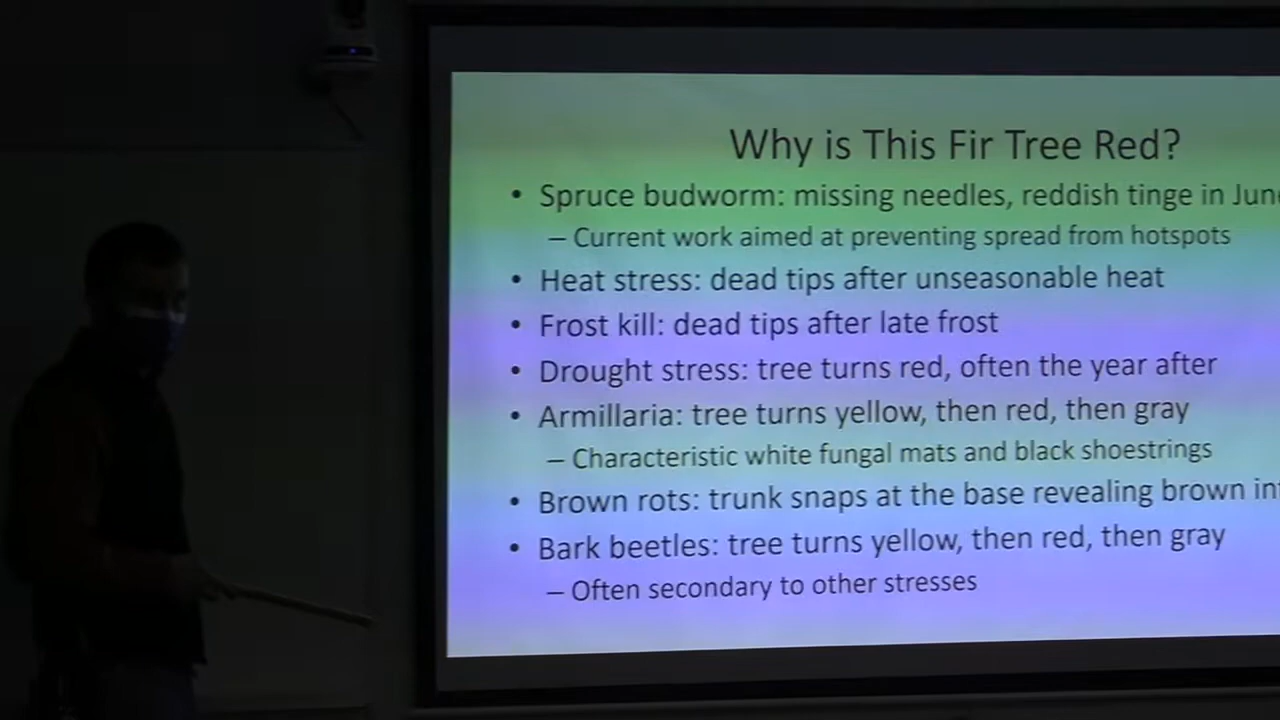 Why is This Fir Tree Red?
• Spruce budworm: missing needles, reddish tinge in
– Current work aimed at preventing spread from hotspots
• Heat stress: dead tips after unseasonable heat
• Frost kill: dead tips after late frost
• Drought stress: tree turns red, often the year after
• Armillaria: tree turns yellow, then red, then gray
– Characteristic white fungal mats and black shoestrings
• Brown rots: trunk snaps at the base revealing brown
• Bark beetles: tree turns yellow, then red, then gray
– Often secondary to other stresses